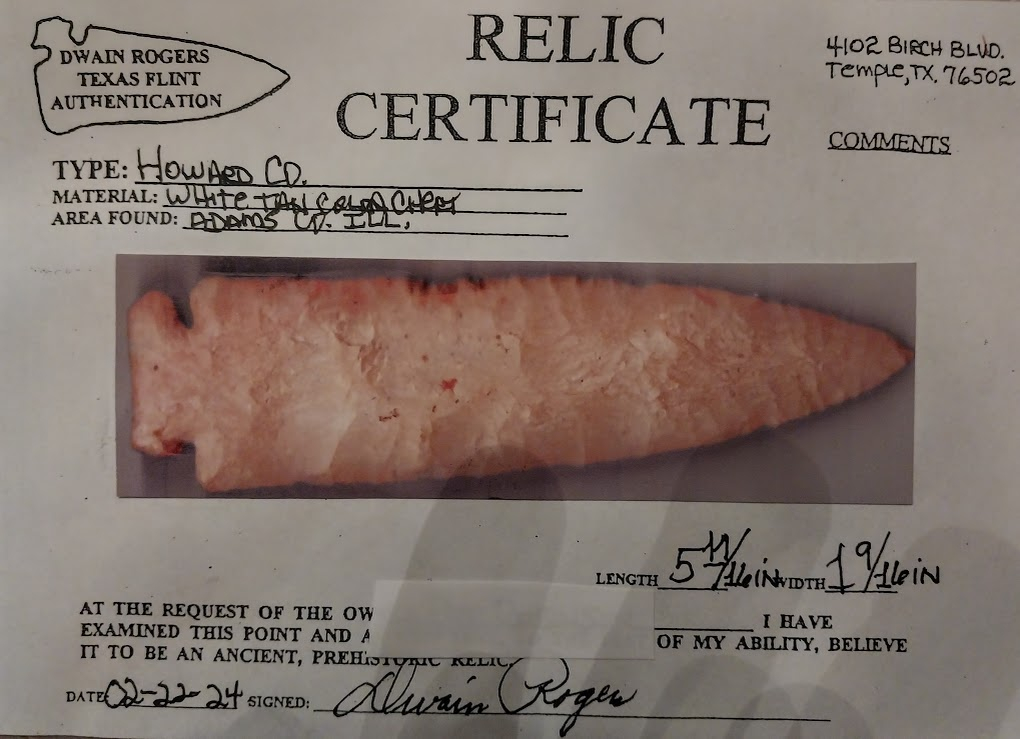 DWAIN ROGERS
TEXAS FLINT
AUTHENTICATION
RELIC
CERTIFICATE
4102 BIRCH BLVD.
Temple, TX. 76502
COMMENTS
TYPE: HOWARD CO.
MATERIAL: WHite TAN COLOR CHERT
AREA FOUND: ADAMS CO. ILL.
LENGTH 5 11/16 iN WIDTH 1 9/16 iN
AT THE REQUEST OF THE OW I HAVE
EXAMINED THIS POINT AND A OF MY ABILITY, BELIEVE
IT TO BE AN ANCIENT, PREHISTORIC RELIC.
DATE 02-22-24 SIGNED: Dwain Rogers